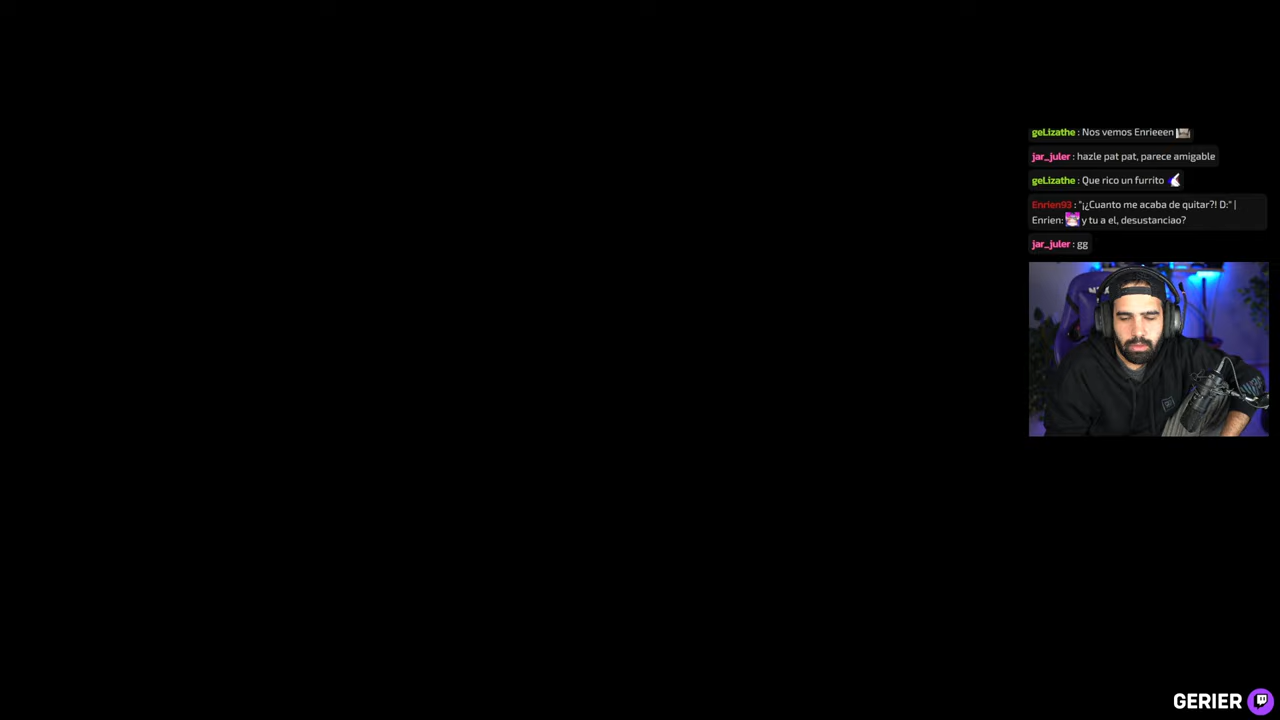 geLizathe : Nos vemos Enrieeen
jar_juler : hazle pat pat, parece amigable
geLizathe : Que rico un furrito
Enrien93 : "¡¿Cuanto me acaba de quitar?! D:" |
Enrien: y tu a el, desustanciao?
jar_juler : gg
GERIER